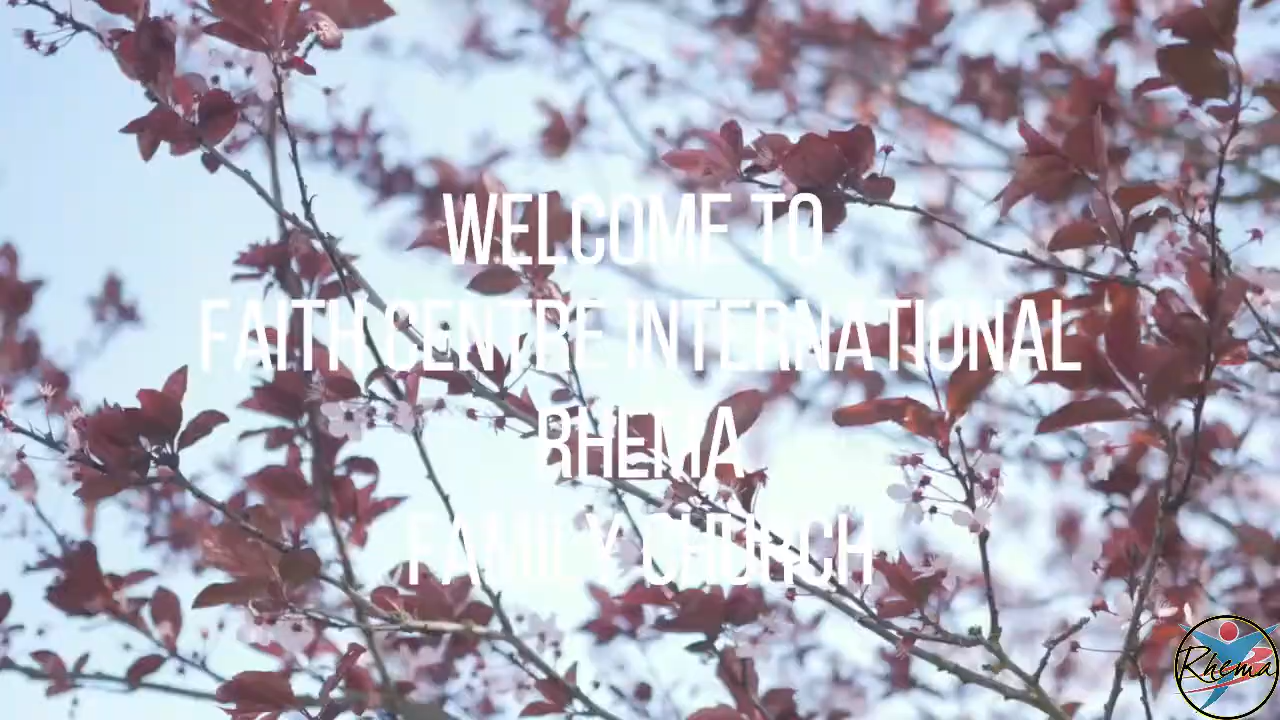 WELCOME TO
FAITH CENTRE INTERNATIONAL
RHEMA
FAMILY CHURCH
Rhema